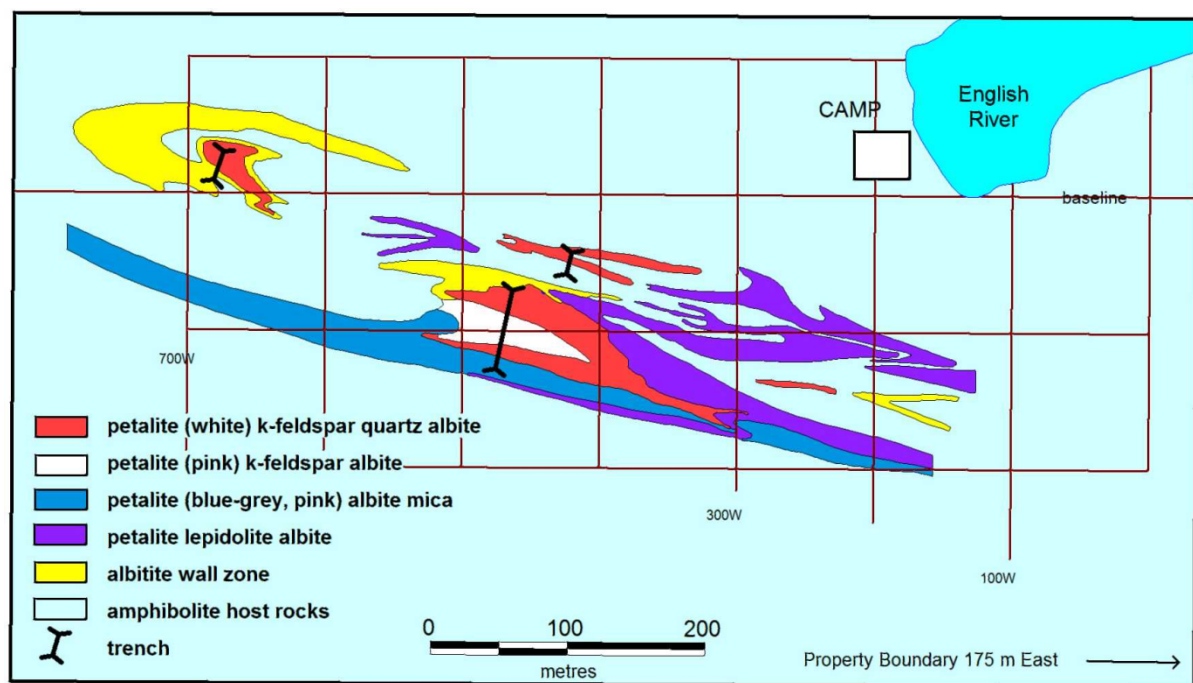 CAMP
English
River
baseline
700W
300W
100W
petalite (white) k-feldspar quartz albite
petalite (pink) k-feldspar albite
petalite (blue-grey, pink) albite mica
petalite lepidolite albite
albitite wall zone
amphibolite host rocks
trench
0 100 200
metres
Property Boundary 175 m East